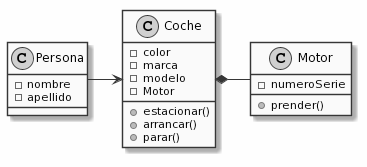 C Persona
nombre
apellido
C Coche
color
marca
modelo
Motor
estacionar()
arrancar()
parar()
C Motor
numeroSerie
prender()